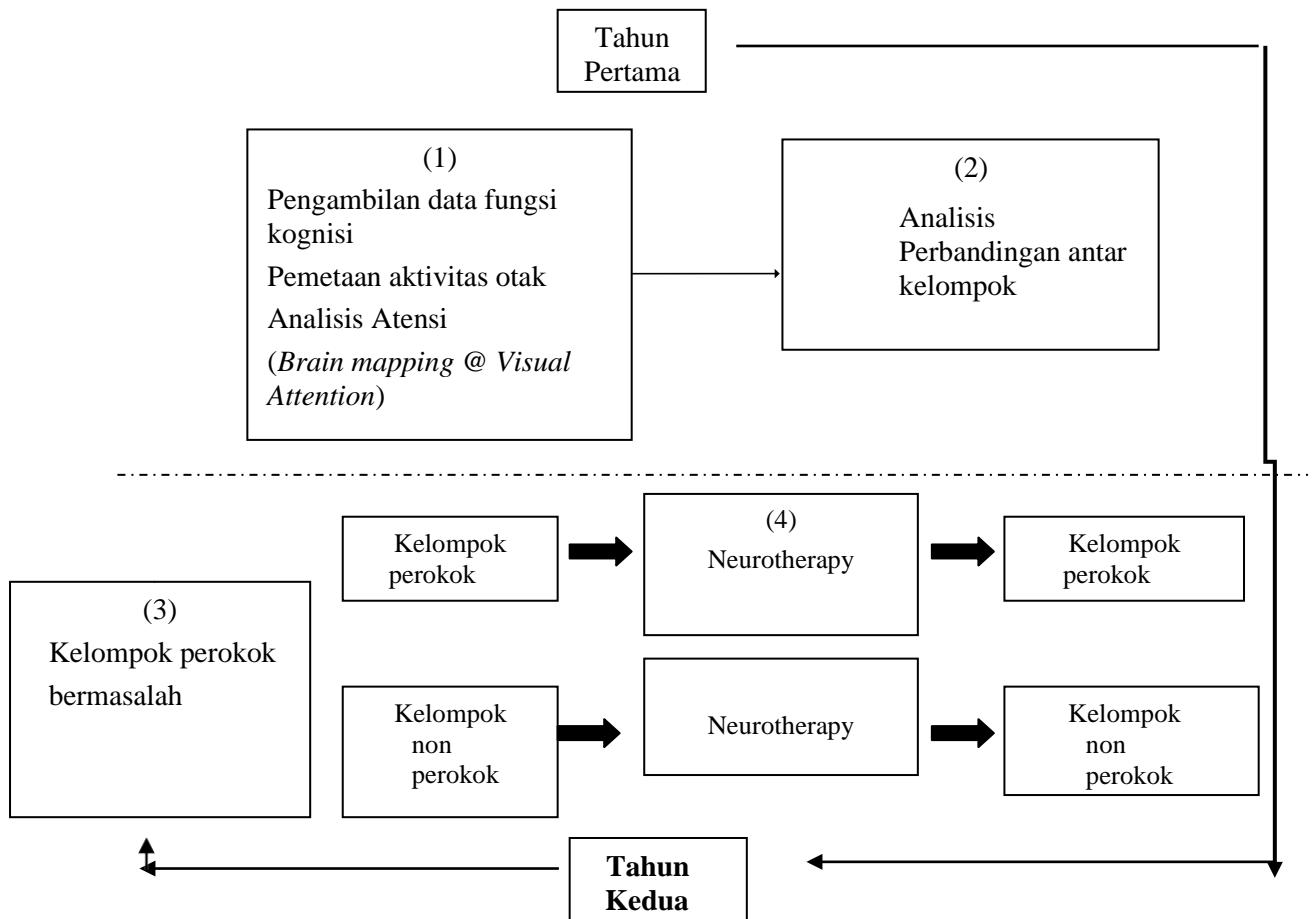 Tahun
Pertama
(1)
Pengambilan data fungsi
kognisi
Pemetaan aktivitas otak
Analisis Atensi
(Brain mapping @ Visual
Attention)
(2)
Analisis
Perbandingan antar
kelompok
(3)
Kelompok perokok
bermasalah
Kelompok
perokok
(4)
Neurotherapy
Kelompok
perokok
Kelompok
non
perokok
Neurotherapy
Kelompok
non
perokok
Tahun
Kedua